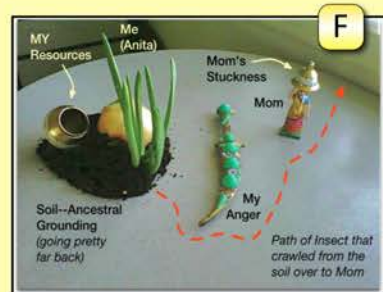 F
MY
Resources
Me
(Anita)
Mom's
Stuckness
Mom
My
Anger
Soil--Ancestral
Grounding
(going pretty
far back)
Path of Insect that
crawled from the
soil over to Mom